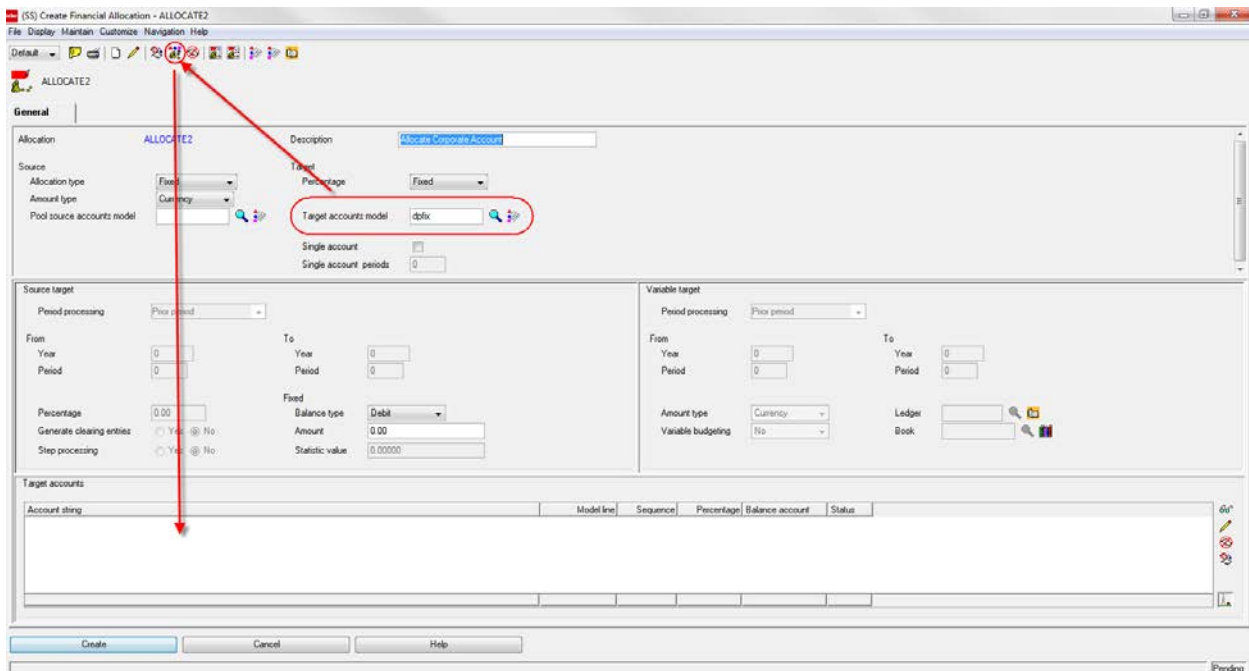 (SS) Create Financial Allocation - ALLOCATE2
File Display Maintain Customize Navigation Help
Default
ALLOCATE2
General
Allocation ALLOCATE2 Description Allocate Corporate Account
Source Target
Allocation type Fixed Percentage Fixed
Amount type Currency
Pool source accounts model Target accounts model dpfix
Single account
Single account periods 0
Source target Variable target
Period processing Prior period Period processing Prior period
From To From To
Year 0 Year 0 Year 0 Year 0
Period 0 Period 0 Period 0 Period 0
Fixed
Percentage 0.00 Balance type Debit Amount type Currency Ledger
Generate clearing entries Yes No Amount 0.00 Variable budgeting No Book
Step processing Yes No Statistic value 0.00000
Target accounts
Account string Model line Sequence Percentage Balance account Status
Create Cancel Help
Pending